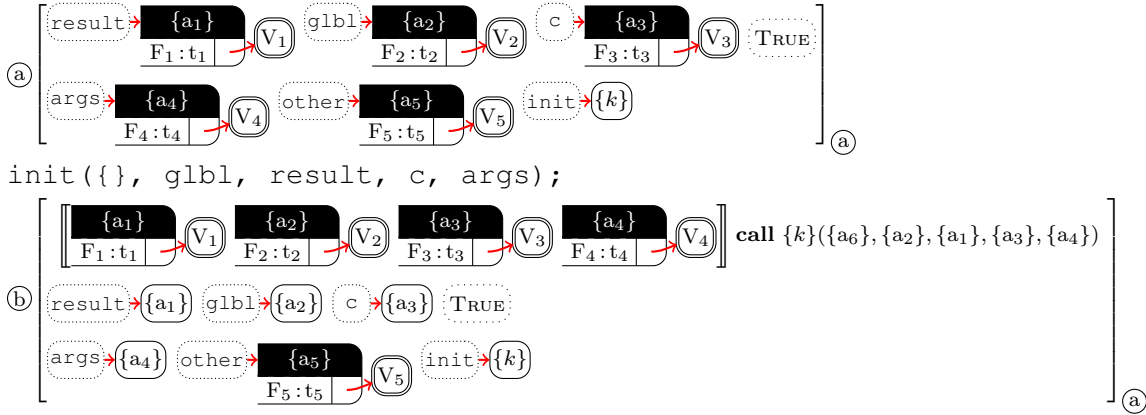 result {a₁} F₁:t₁ V₁ glbl {a₂} F₂:t₂ V₂ c {a₃} F₃:t₃ V₃ TRUE
ⓐ
args {a₄} F₄:t₄ V₄ other {a₅} F₅:t₅ V₅ init {k}
ⓐ
init({}, glbl, result, c, args);
{a₁} F₁:t₁ V₁ {a₂} F₂:t₂ V₂ {a₃} F₃:t₃ V₃ {a₄} F₄:t₄ V₄ call {k}({a₆},{a₂},{a₁},{a₃},{a₄})
ⓑ
result {a₁} glbl {a₂} c {a₃} TRUE
args {a₄} other {a₅} F₅:t₅ V₅ init {k}
ⓐ